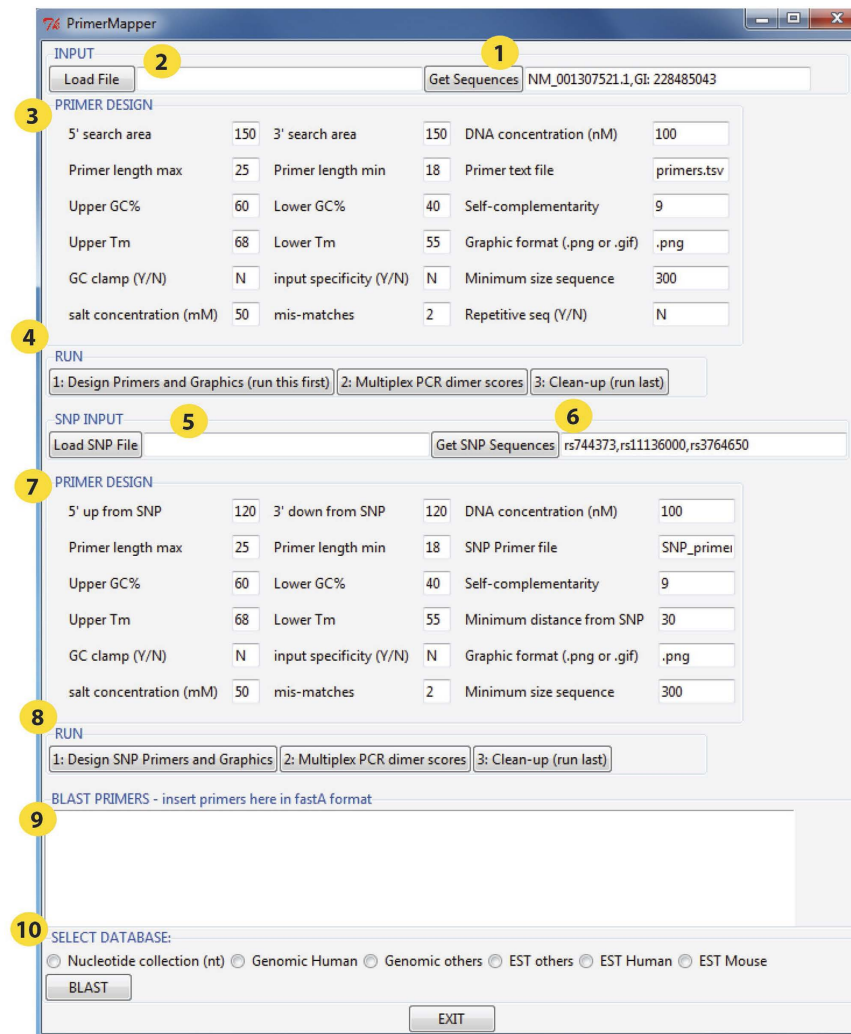 PrimerMapper
INPUT
1
2
Load File Get Sequences NM_001307521.1,GI: 228485043
3
PRIMER DESIGN
5' search area 150 3' search area 150 DNA concentration (nM) 100
Primer length max 25 Primer length min 18 Primer text file primers.tsv
Upper GC% 60 Lower GC% 40 Self-complementarity 9
Upper Tm 68 Lower Tm 55 Graphic format (.png or .gif) .png
GC clamp (Y/N) N input specificity (Y/N) N Minimum size sequence 300
salt concentration (mM) 50 mis-matches 2 Repetitive seq (Y/N) N
4
RUN
1: Design Primers and Graphics (run this first) 2: Multiplex PCR dimer scores 3: Clean-up (run last)
SNP INPUT
5
6
Load SNP File Get SNP Sequences rs744373,rs11136000,rs3764650
7
PRIMER DESIGN
5' up from SNP 120 3' down from SNP 120 DNA concentration (nM) 100
Primer length max 25 Primer length min 18 SNP Primer file SNP_primer
Upper GC% 60 Lower GC% 40 Self-complementarity 9
Upper Tm 68 Lower Tm 55 Minimum distance from SNP 30
GC clamp (Y/N) N input specificity (Y/N) N Graphic format (.png or .gif) .png
salt concentration (mM) 50 mis-matches 2 Minimum size sequence 300
8
RUN
1: Design SNP Primers and Graphics 2: Multiplex PCR dimer scores 3: Clean-up (run last)
BLAST PRIMERS - insert primers here in fastA format
9
10
SELECT DATABASE:
Nucleotide collection (nt) Genomic Human Genomic others EST others EST Human EST Mouse
BLAST
EXIT